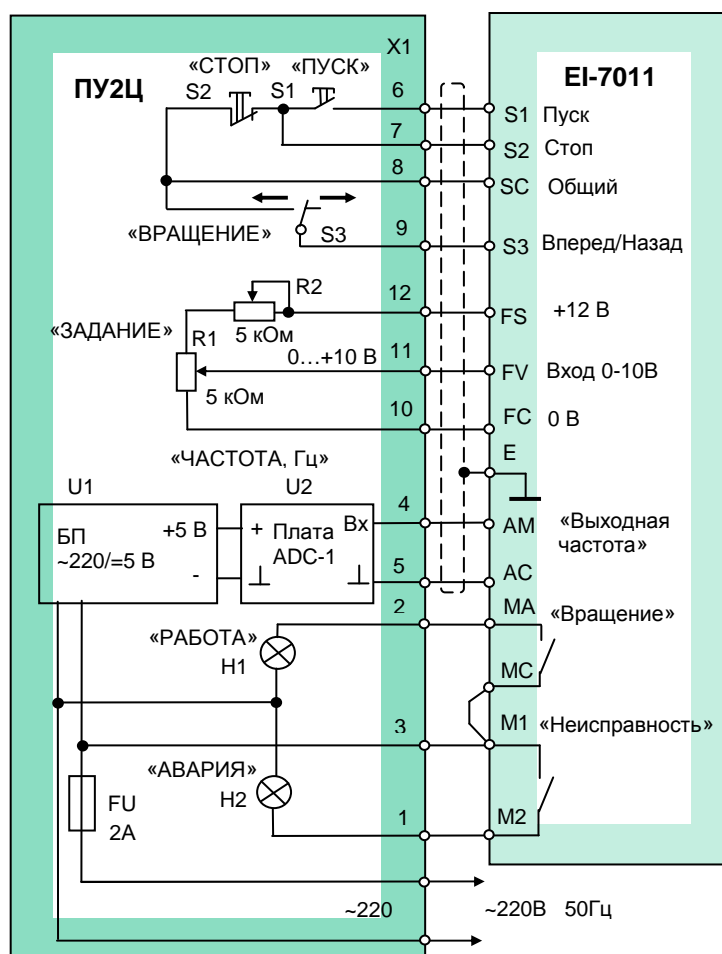 X1
ПУ2Ц
EI-7011
«СТОП» «ПУСК»
S2 S1
6
S1 Пуск
7
S2 Стоп
8
SC Общий
«ВРАЩЕНИЕ»
S3
9
S3 Вперед/Назад
R2
12
FS +12 В
«ЗАДАНИЕ»
5 кОм
R1
0...+10 В
11
FV Вход 0-10В
5 кОм
10
FC 0 В
E
«ЧАСТОТА, Гц»
U1 U2
4
БП
~220/=5 В
+5 В
-
+ Плата
ADC-1
Вх
AM «Выходная
частота»
5
AC
2
MA «Вращение»
«РАБОТА»
H1
MC
3
M1 «Неисправность»
«АВАРИЯ»
H2
FU
2А
1
M2
~220
~220В 50Гц